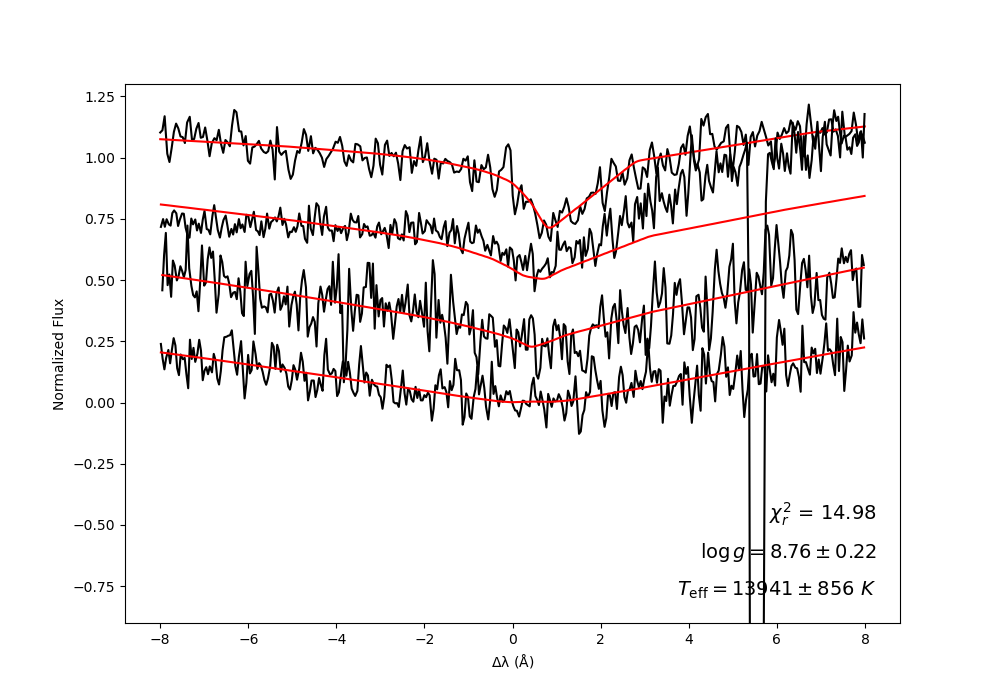 1.25
1.00
0.75
0.50
0.25
0.00
−0.25
−0.50
−0.75
Normalized Flux
χ²ᵣ = 14.98
log g = 8.76 ± 0.22
T_eff = 13941 ± 856 K
−8 −6 −4 −2 0 2 4 6 8
Δλ (Å)